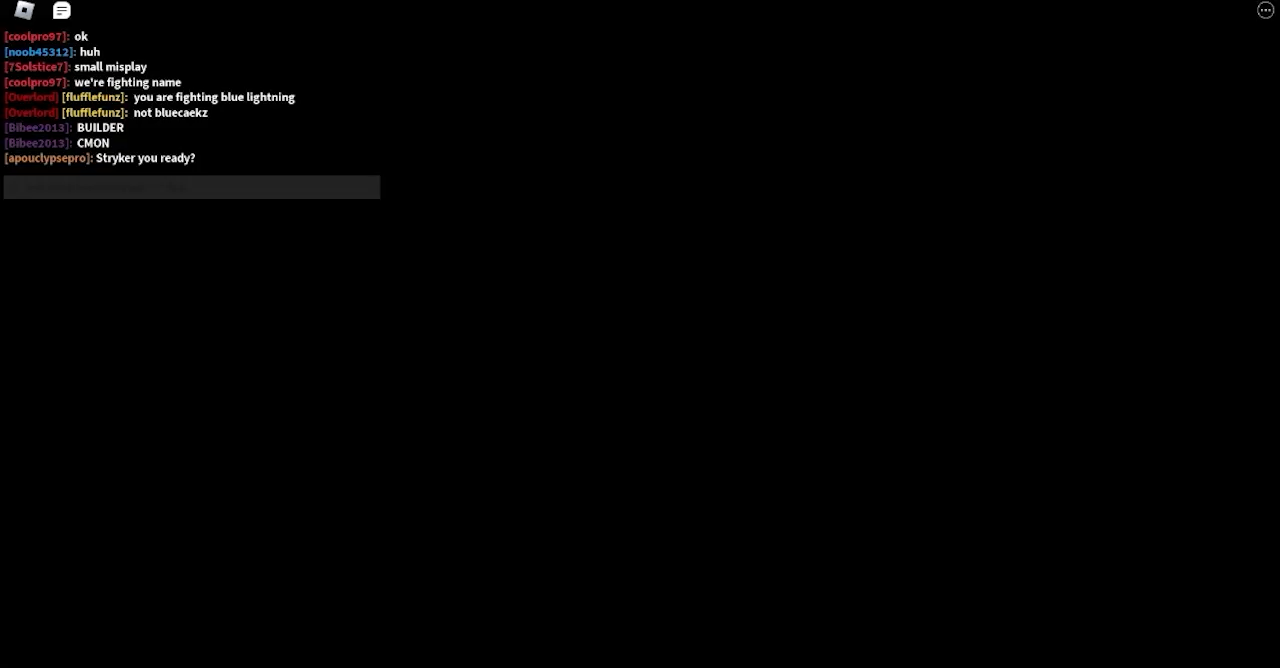 [coolpro97]: ok
[noob45312]: huh
[7Solstice7]: small misplay
[coolpro97]: we're fighting name
[Overlord] [flufflefunz]: you are fighting blue lightning
[Overlord] [flufflefunz]: not bluecaekz
[Bibee2013]: BUILDER
[Bibee2013]: CMON
[apouclypsepro]: Stryker you ready?